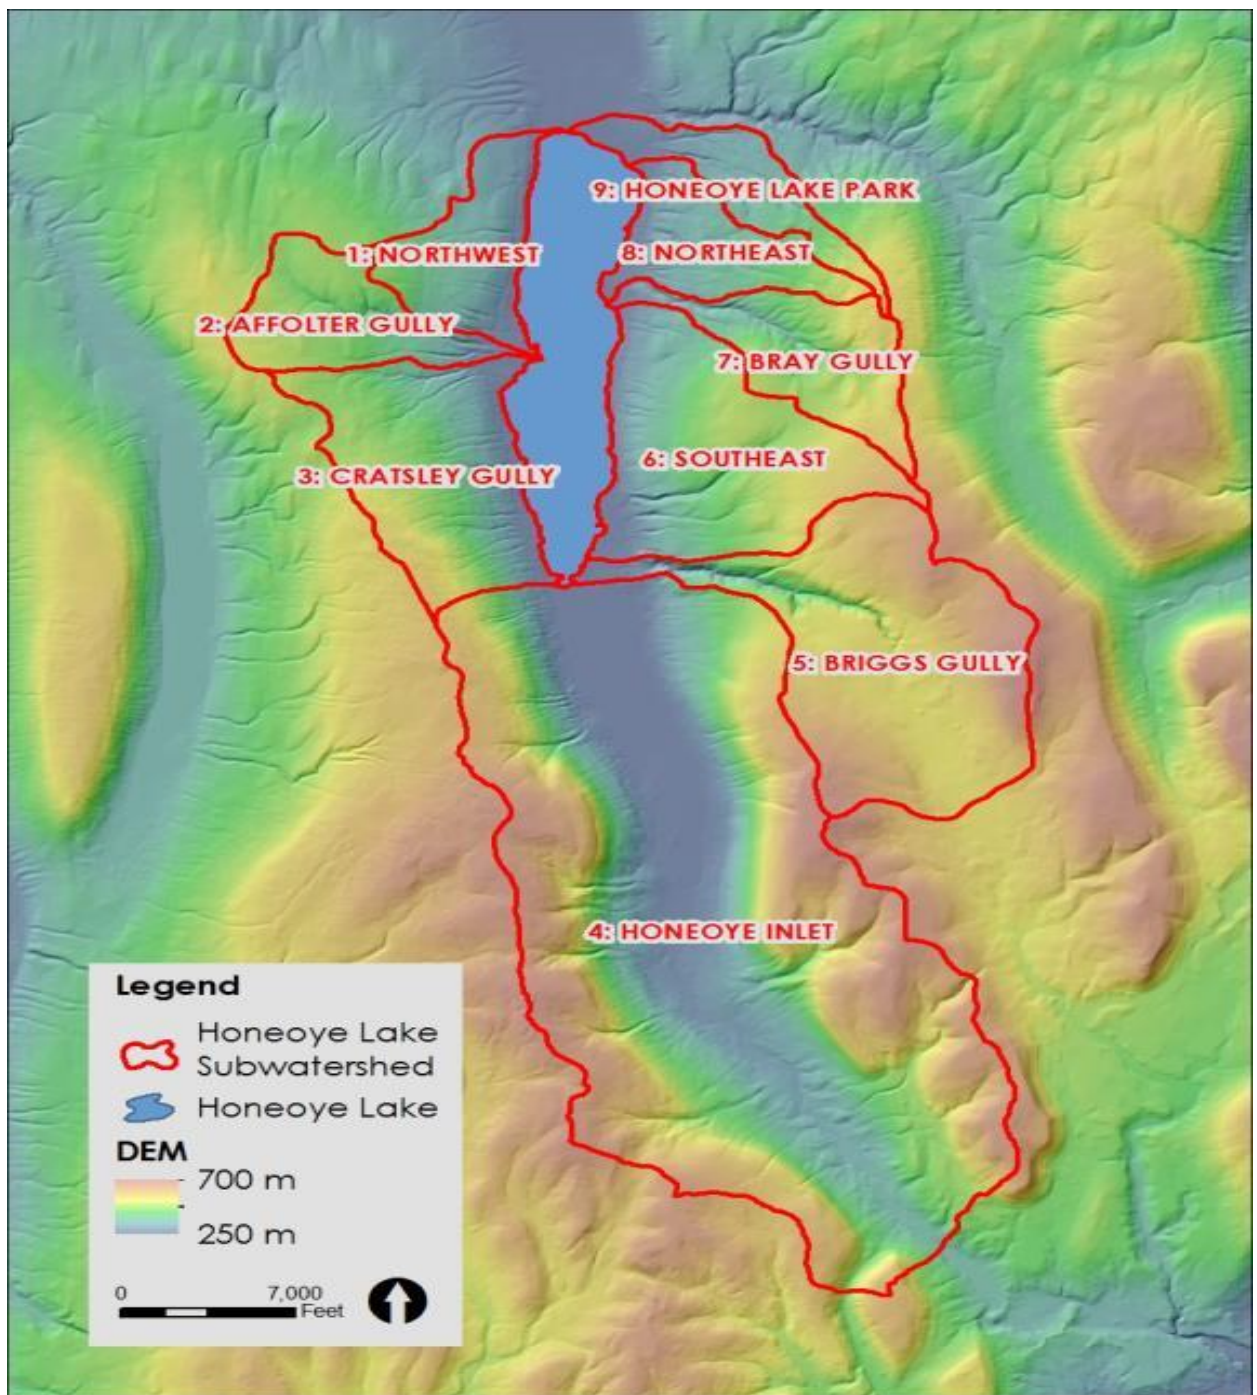 9: HONEOYE LAKE PARK
1: NORTHWEST
8: NORTHEAST
2: AFFOLTER GULLY
7: BRAY GULLY
6: SOUTHEAST
3: CRATSLEY GULLY
5: BRIGGS GULLY
4: HONEOYE INLET
Legend
Honeoye Lake
Subwatershed
Honeoye Lake
DEM
700 m
250 m
0 7,000
Feet